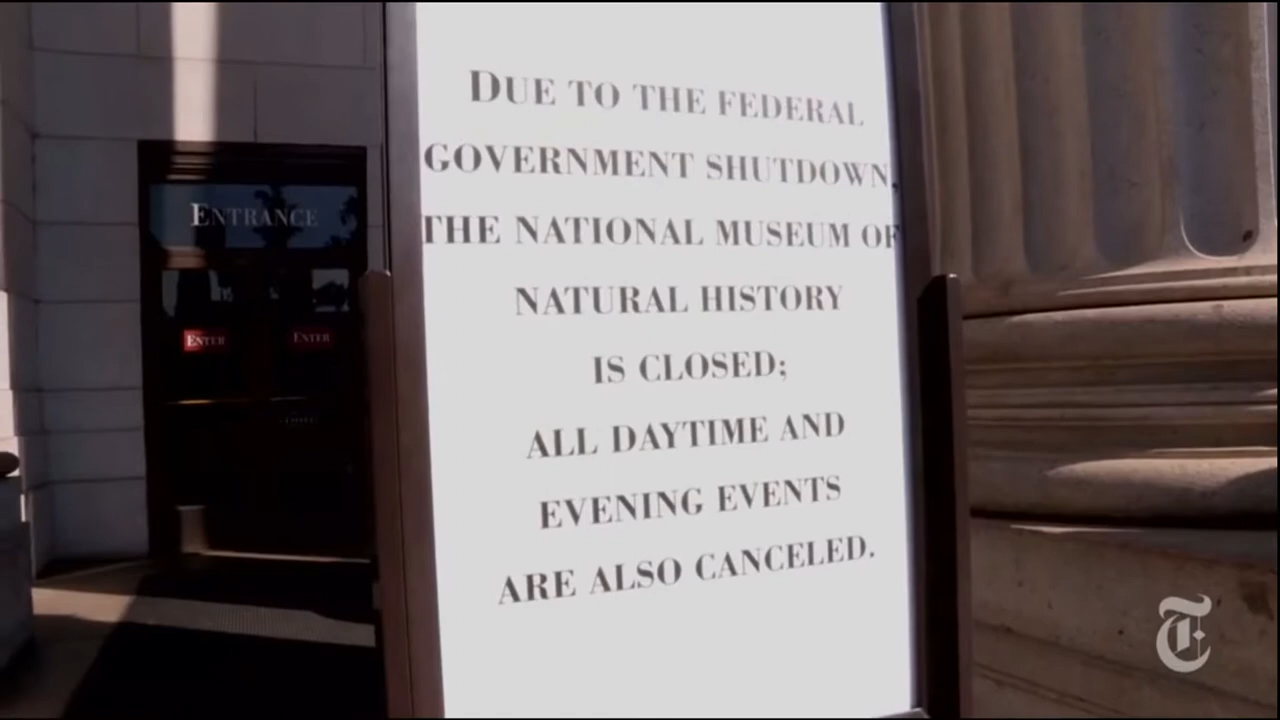 DUE TO THE FEDERAL
GOVERNMENT SHUTDOWN,
THE NATIONAL MUSEUM OF
NATURAL HISTORY
IS CLOSED;
ALL DAYTIME AND
EVENING EVENTS
ARE ALSO CANCELED.
ENTRANCE
ENTER ENTER
T